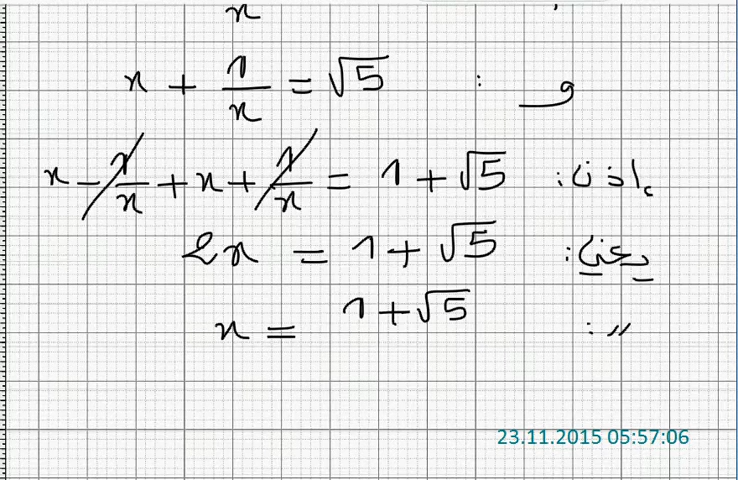 x
و : x + 1/x = √5
إذن: x - 1/x + x + 1/x = 1 + √5
يعني: 2x = 1 + √5
〃 : x = 1 + √5
23.11.2015 05:57:06